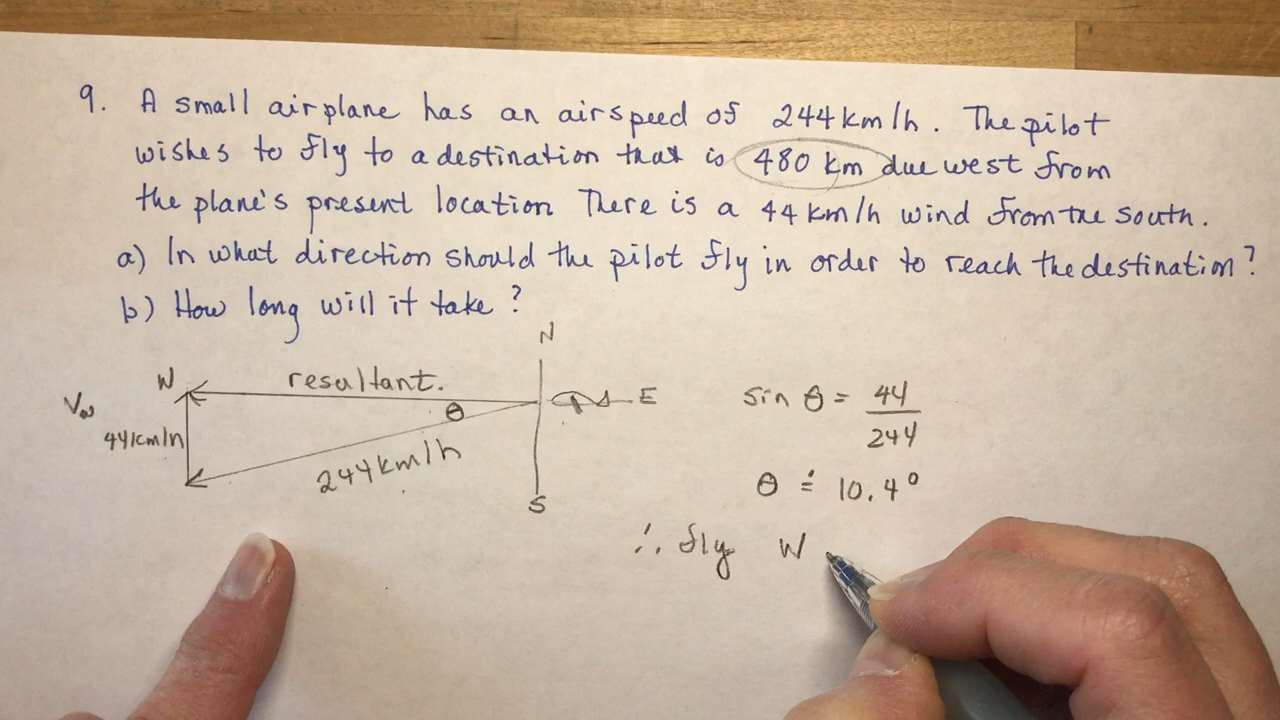 9. A small airplane has an airspeed of 244 km/h. The pilot
wishes to fly to a destination that is 480 km due west from
the plane's present location There is a 44 km/h wind from the south.
a) In what direction should the pilot fly in order to reach the destination?
b) How long will it take?
N
W resultant.
E
Vw
θ
44 km/h
244 km/h
S
sin θ = 44/244
θ ≐ 10.4°
∴ fly W